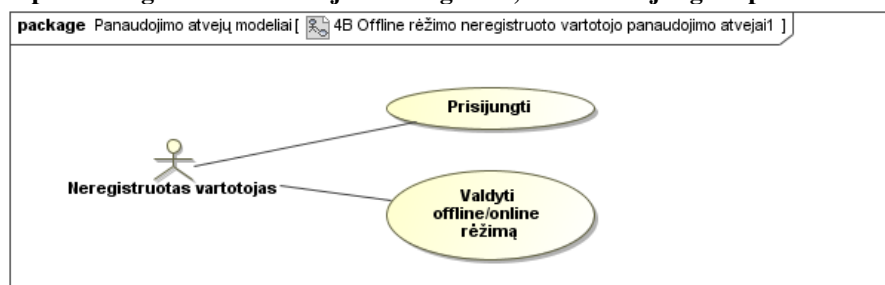 package Panaudojimo atvejų modeliai [ 4B Offline rėžimo neregistruoto vartotojo panaudojimo atvejai1 ]
Prisijungti
Neregistruotas vartotojas
Valdyti
offline/online
rėžimą